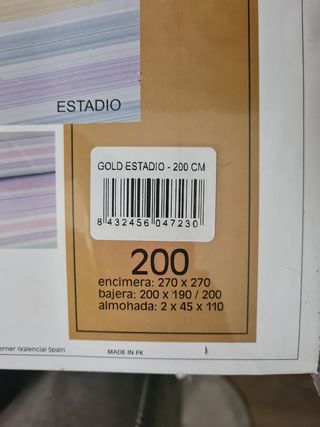 ESTADIO
GOLD ESTADIO - 200 CM
8 432456 047230
200
encimera: 270 x 270
bajera: 200 x 190 / 200
almohada: 2 x 45 x 110
erner (Valencia) Spain
MADE IN PK